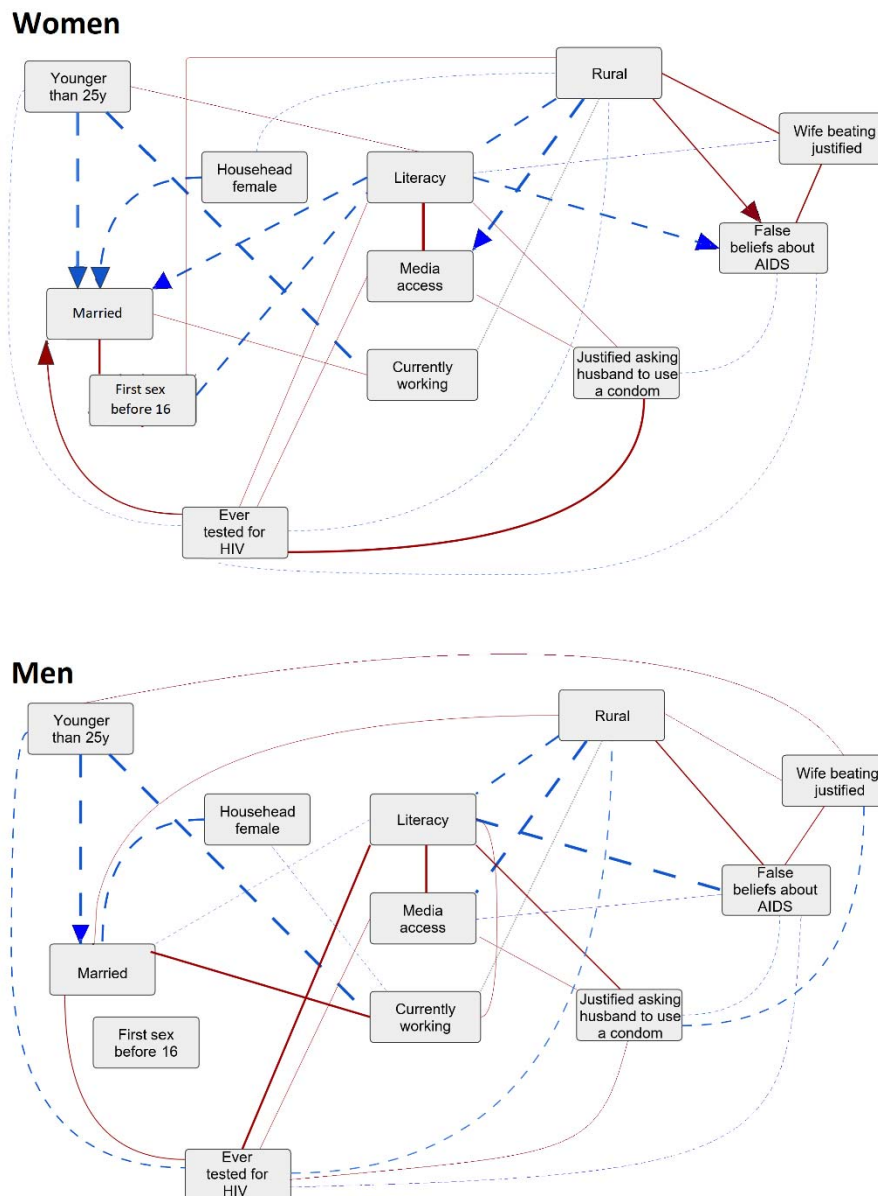 Women
Younger
than 25y
Rural
Wife beating
justified
Househead
female
Literacy
False
beliefs about
AIDS
Media
access
Married
Currently
working
Justified asking
husband to use
a condom
First sex
before 16
Ever
tested for
HIV
Men
Younger
than 25y
Rural
Wife beating
justified
Househead
female
Literacy
False
beliefs about
AIDS
Media
access
Married
Currently
working
Justified asking
husband to use
a condom
First sex
before 16
Ever
tested for
HIV